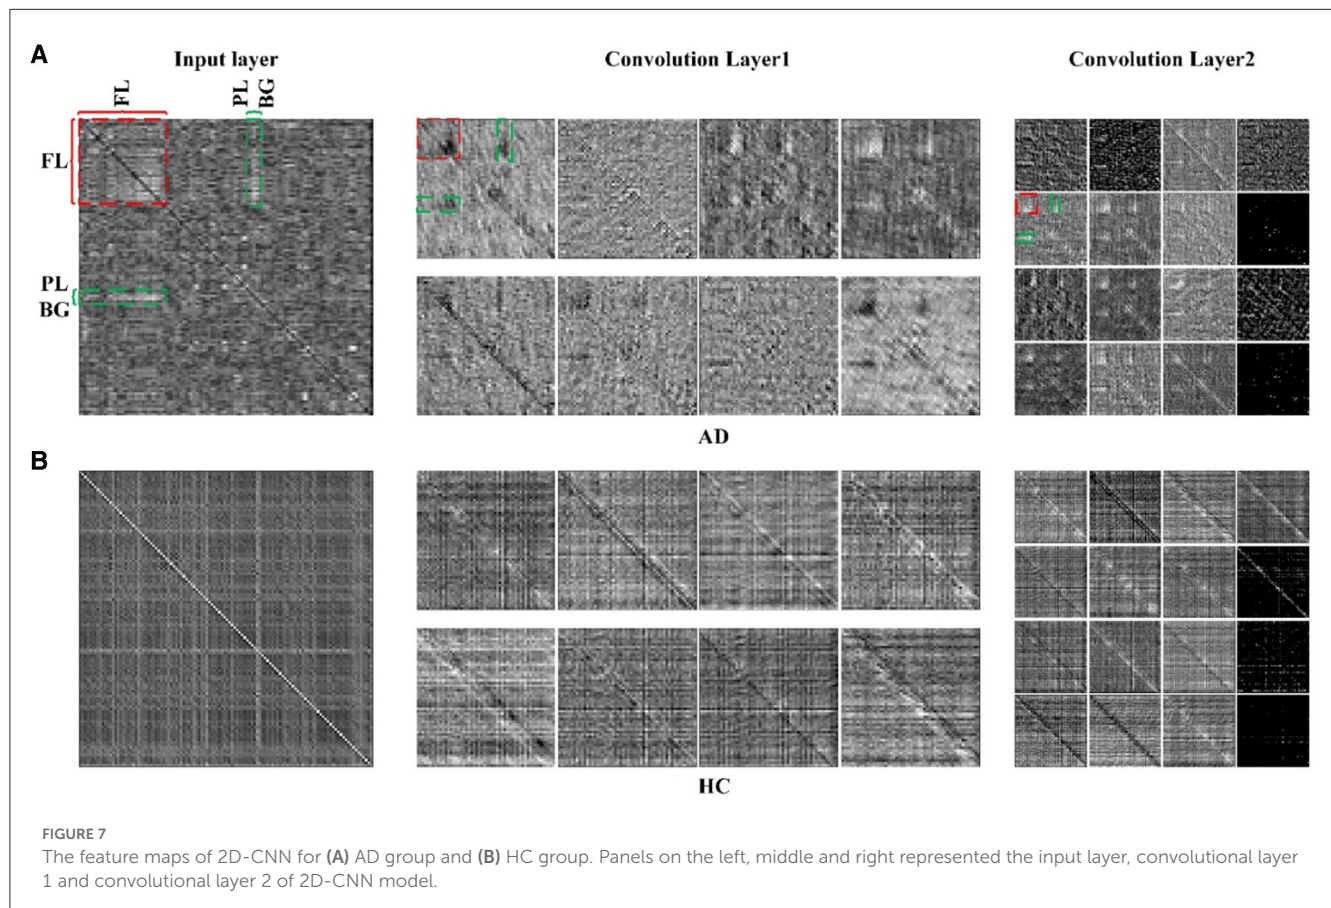 A
Input layer
Convolution Layer1
Convolution Layer2
FL
PL
BG
FL
PL
BG
AD
B
HC
FIGURE 7
The feature maps of 2D-CNN for (A) AD group and (B) HC group. Panels on the left, middle and right represented the input layer, convolutional layer
1 and convolutional layer 2 of 2D-CNN model.